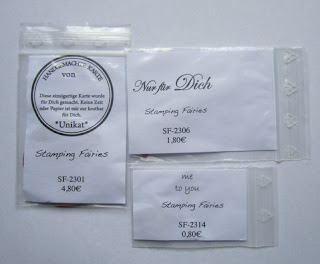 HANDGEMACHTE KARTE
von
Diese einzigartige Karte wurde
für Dich gemacht. Keine Zeit
oder Papier ist mir zu kostbar
für Dich.
*Unikat*
Stamping Fairies
SF-2301
4,80€
Nur für Dich
Stamping Fairies
SF-2306
1,80€
me
to you
Stamping Fairies
SF-2314
0,80€